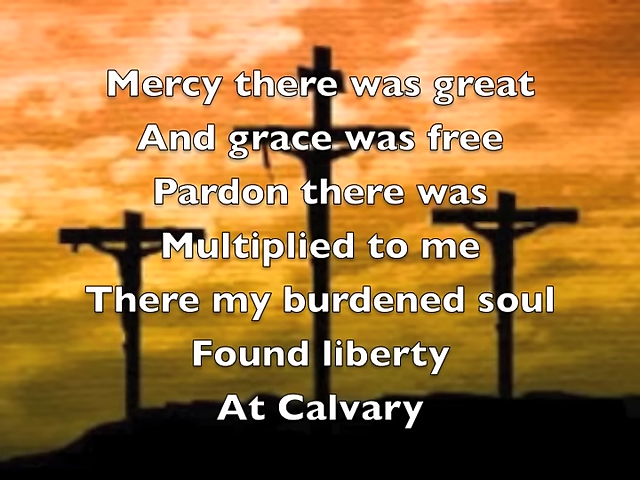 Mercy there was great
And grace was free
Pardon there was
Multiplied to me
There my burdened soul
Found liberty
At Calvary